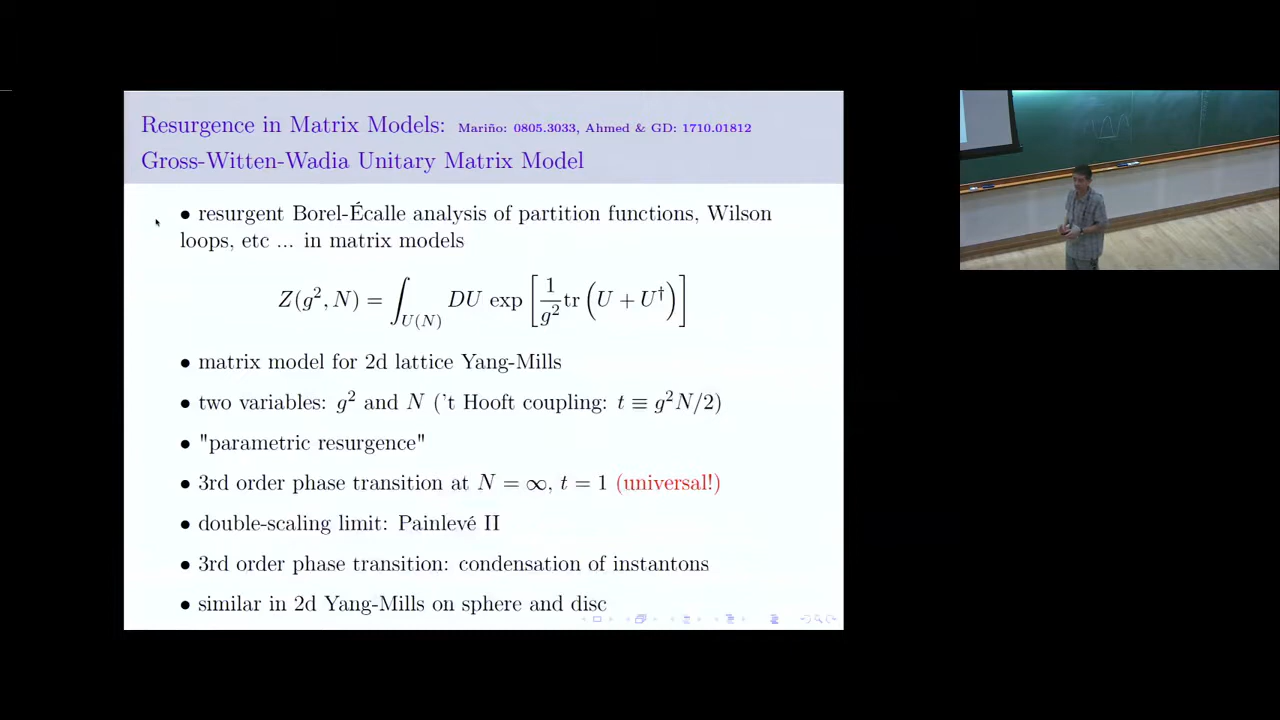 Resurgence in Matrix Models: Mariño: 0805.3033, Ahmed & GD: 1710.01812
Gross-Witten-Wadia Unitary Matrix Model
• resurgent Borel-Écalle analysis of partition functions, Wilson
loops, etc ... in matrix models
Z(g², N) = ∫_{U(N)} DU exp [ 1/g² tr ( U + U† ) ]
• matrix model for 2d lattice Yang-Mills
• two variables: g² and N ('t Hooft coupling: t ≡ g²N/2)
• "parametric resurgence"
• 3rd order phase transition at N = ∞, t = 1 (universal!)
• double-scaling limit: Painlevé II
• 3rd order phase transition: condensation of instantons
• similar in 2d Yang-Mills on sphere and disc